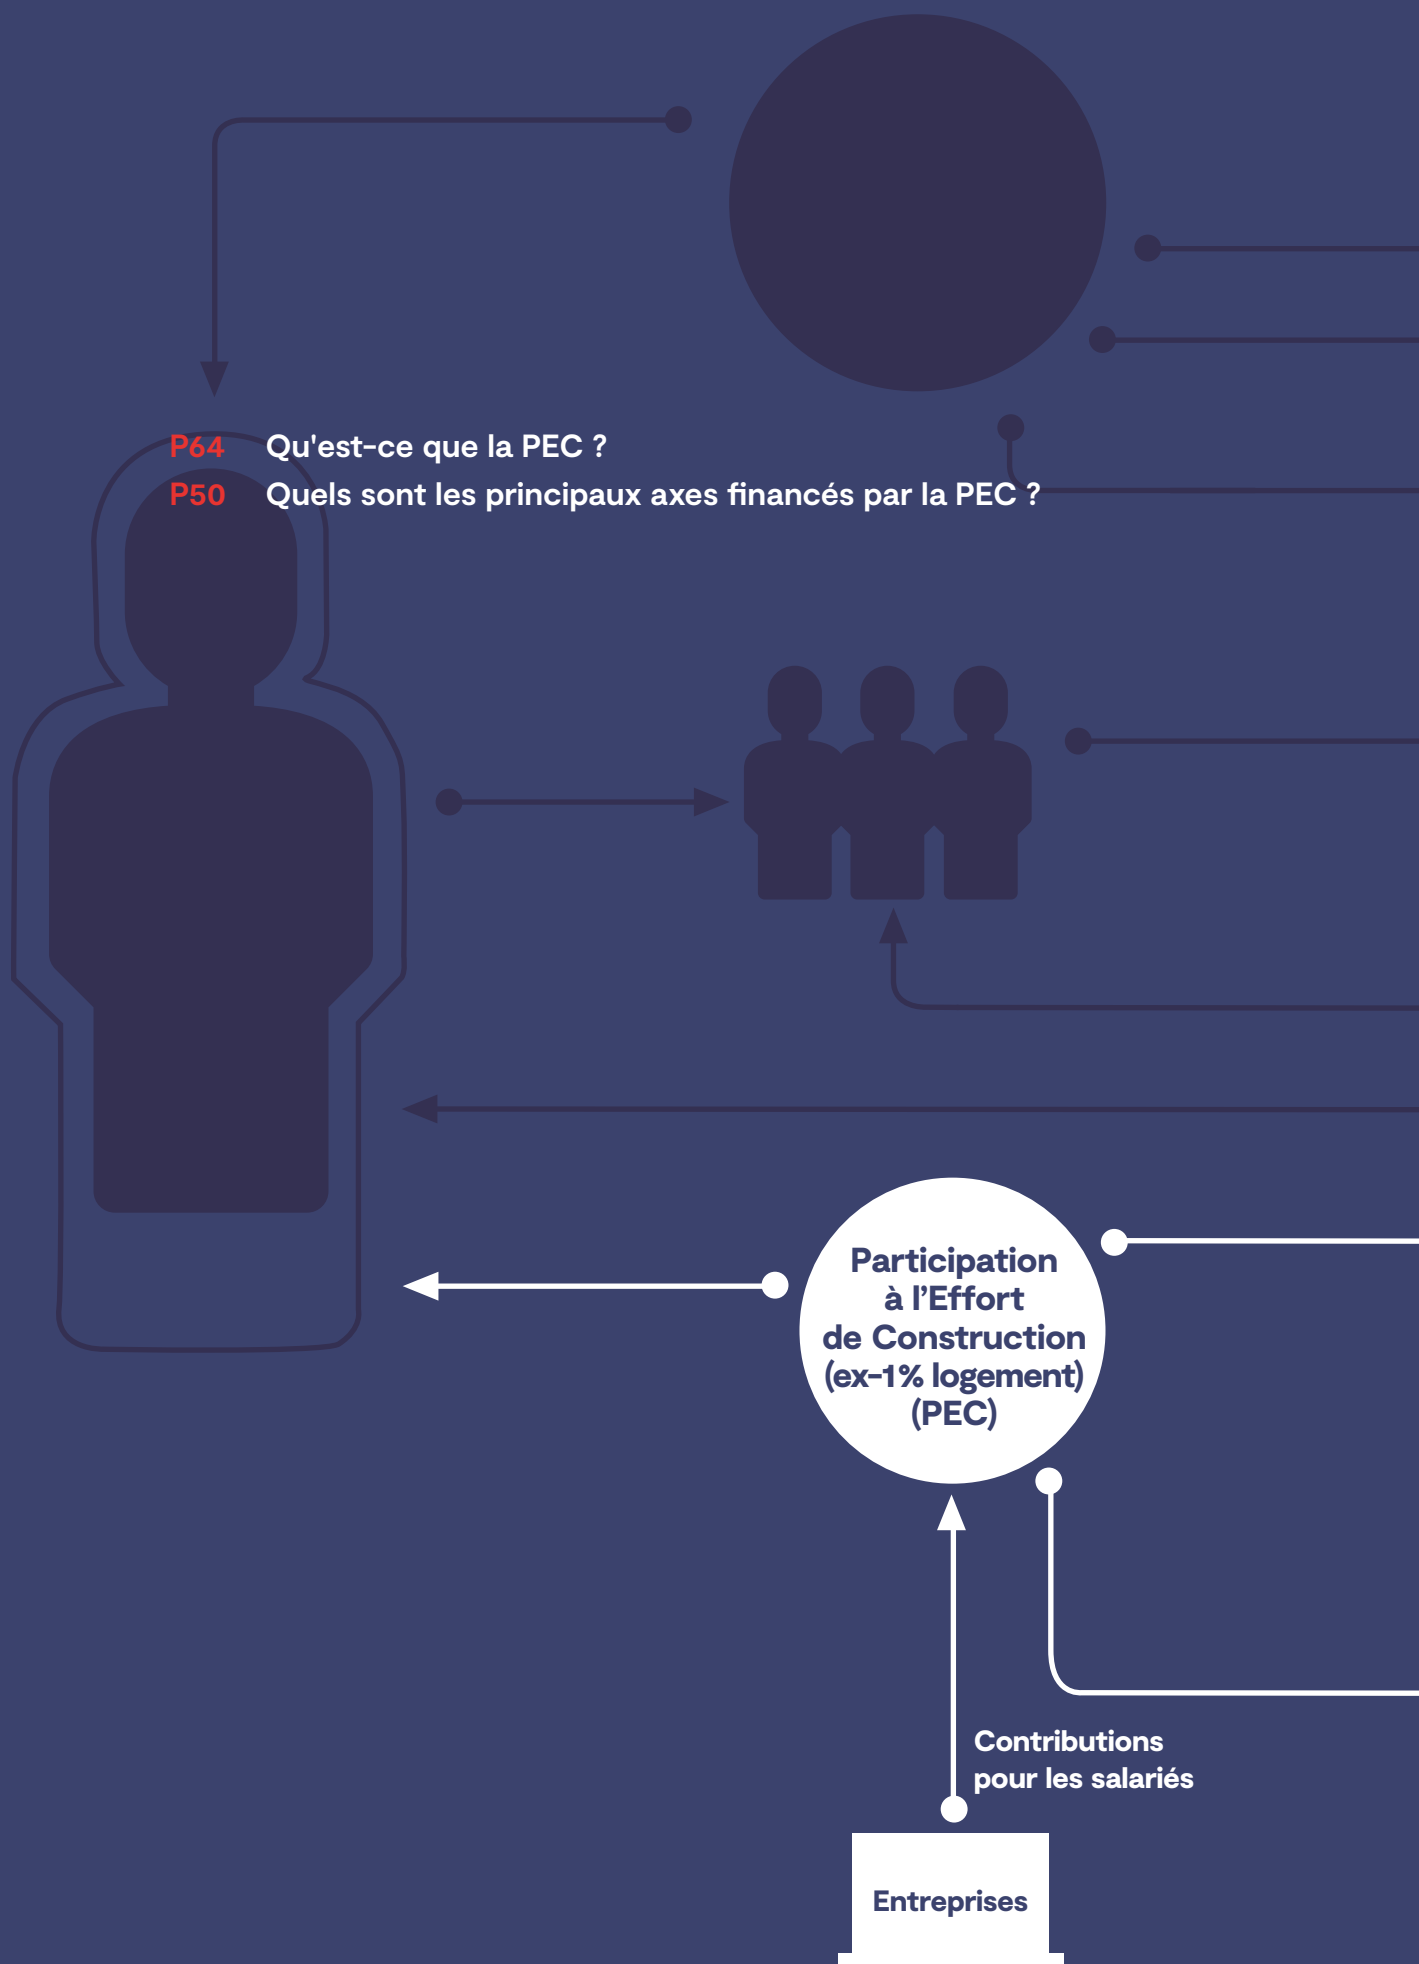 P64 Qu'est-ce que la PEC ?
P50 Quels sont les principaux axes financés par la PEC ?
Participation
à l’Effort
de Construction
(ex-1% logement)
(PEC)
Contributions
pour les salariés
Entreprises